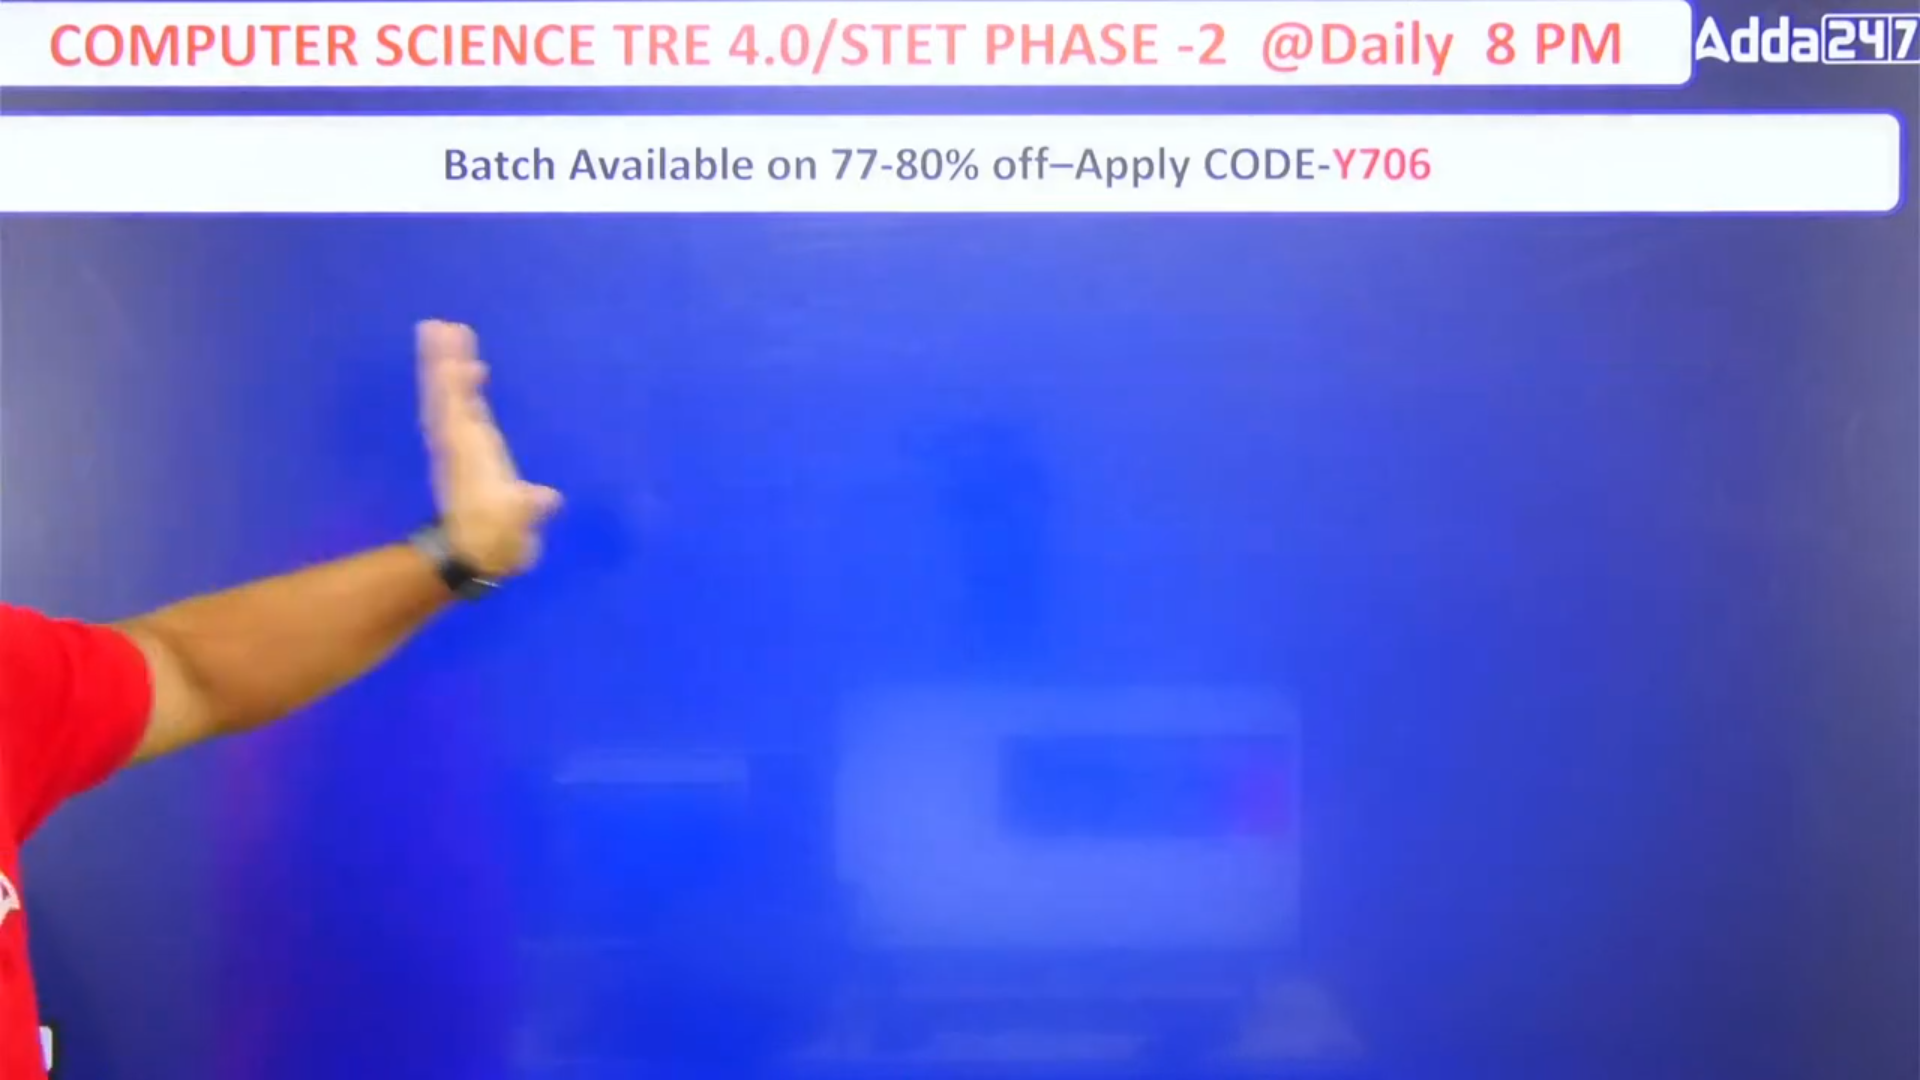 COMPUTER SCIENCE TRE 4.0/STET PHASE -2 @Daily 8 PM
Adda247
Batch Available on 77-80% off–Apply CODE-Y706